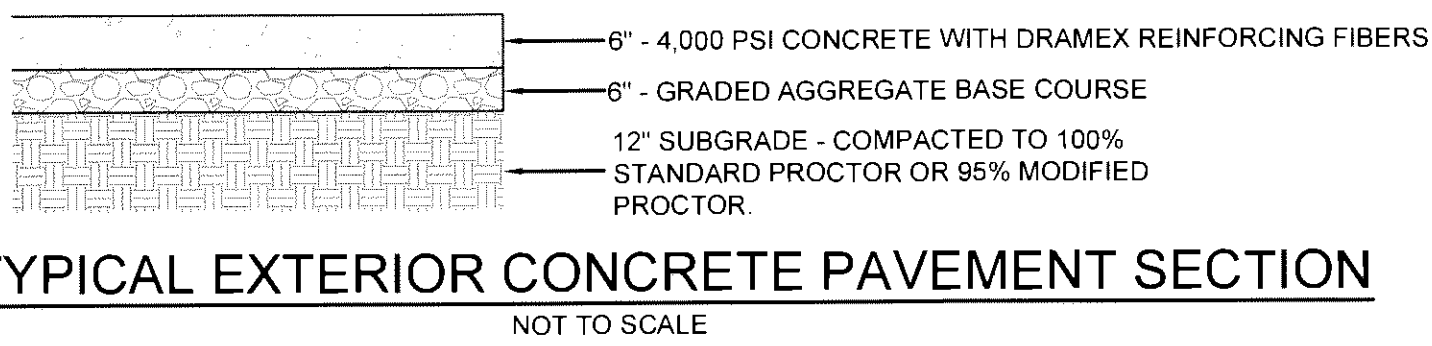 6" - 4,000 PSI CONCRETE WITH DRAMEX REINFORCING FIBERS
6" - GRADED AGGREGATE BASE COURSE
12" SUBGRADE - COMPACTED TO 100%
STANDARD PROCTOR OR 95% MODIFIED
PROCTOR.
TYPICAL EXTERIOR CONCRETE PAVEMENT SECTION
NOT TO SCALE